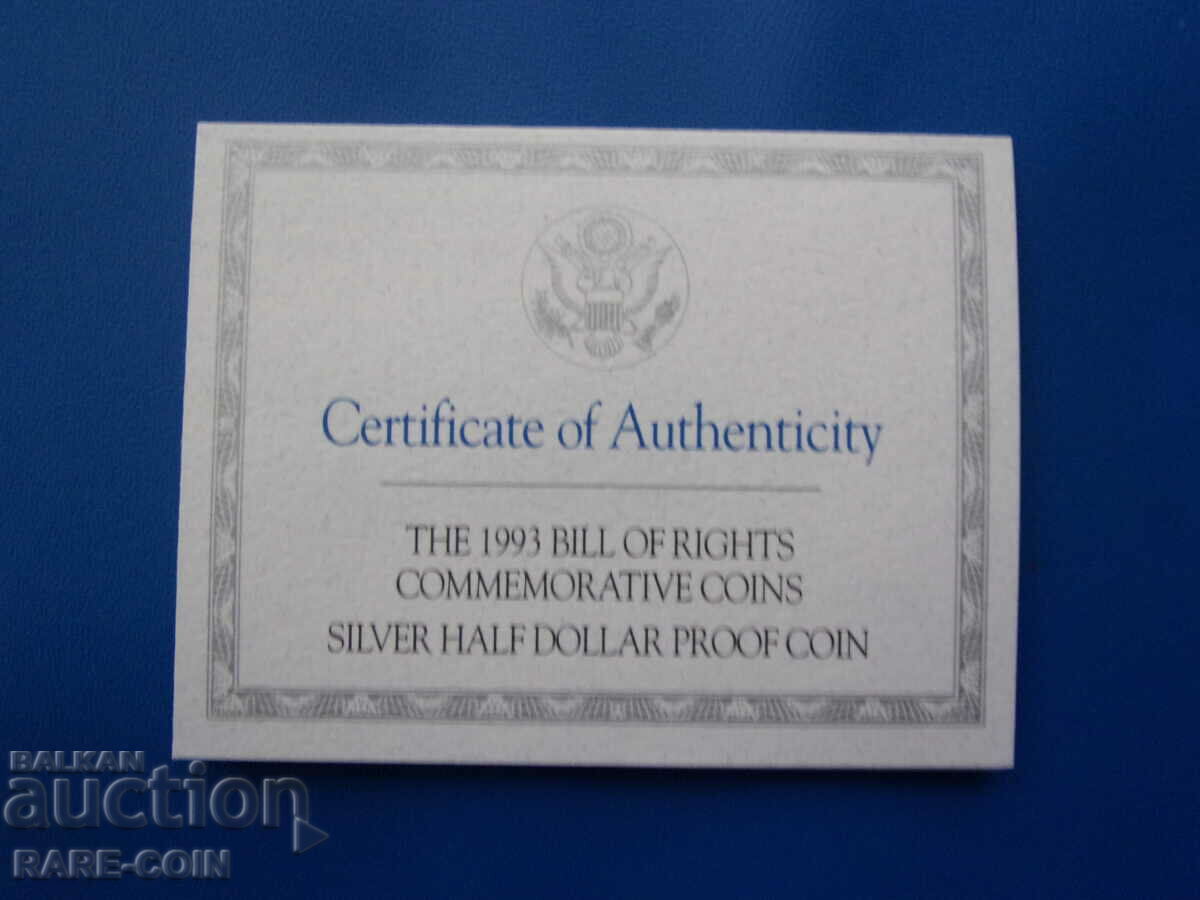 Certificate of Authenticity
THE 1993 BILL OF RIGHTS
COMMEMORATIVE COINS
SILVER HALF DOLLAR PROOF COIN
BALKAN
auction
RARE-COIN